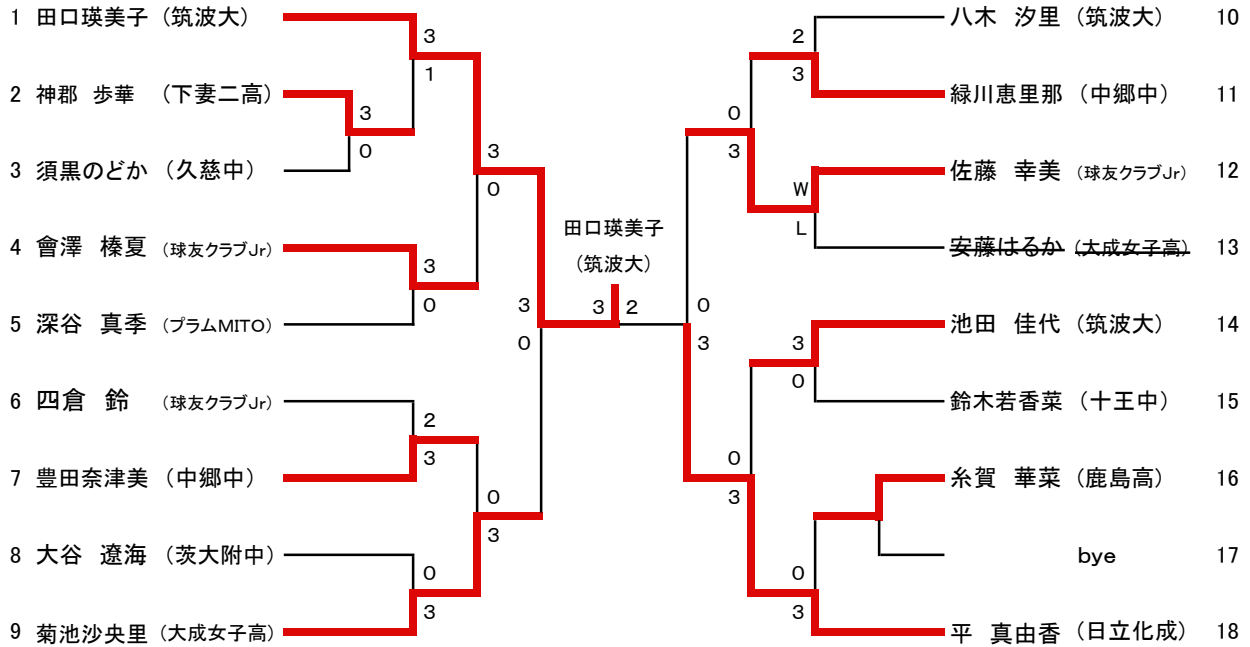 1 田口瑛美子 (筑波大)
3
1
2 神郡 歩華 (下妻二高)
3
0
3 須黒のどか (久慈中)
3
0
4 會澤 榛夏 (球友クラブJr)
3
0
5 深谷 真季 (プラムMITO)
3
0
6 四倉 鈴 (球友クラブJr)
2
3
7 豊田奈津美 (中郷中)
0
3
8 大谷 遼海 (茨大附中)
0
3
9 菊池沙央里 (大成女子高)
田口瑛美子
(筑波大)
3 2
八木 汐里 (筑波大) 10
2
3
緑川恵里那 (中郷中) 11
0
3
佐藤 幸美 (球友クラブJr) 12
W
L
安藤はるか (大成女子高) 13
0
3
池田 佳代 (筑波大) 14
3
0
鈴木若香菜 (十王中) 15
0
3
糸賀 華菜 (鹿島高) 16
bye 17
0
3
平 真由香 (日立化成) 18